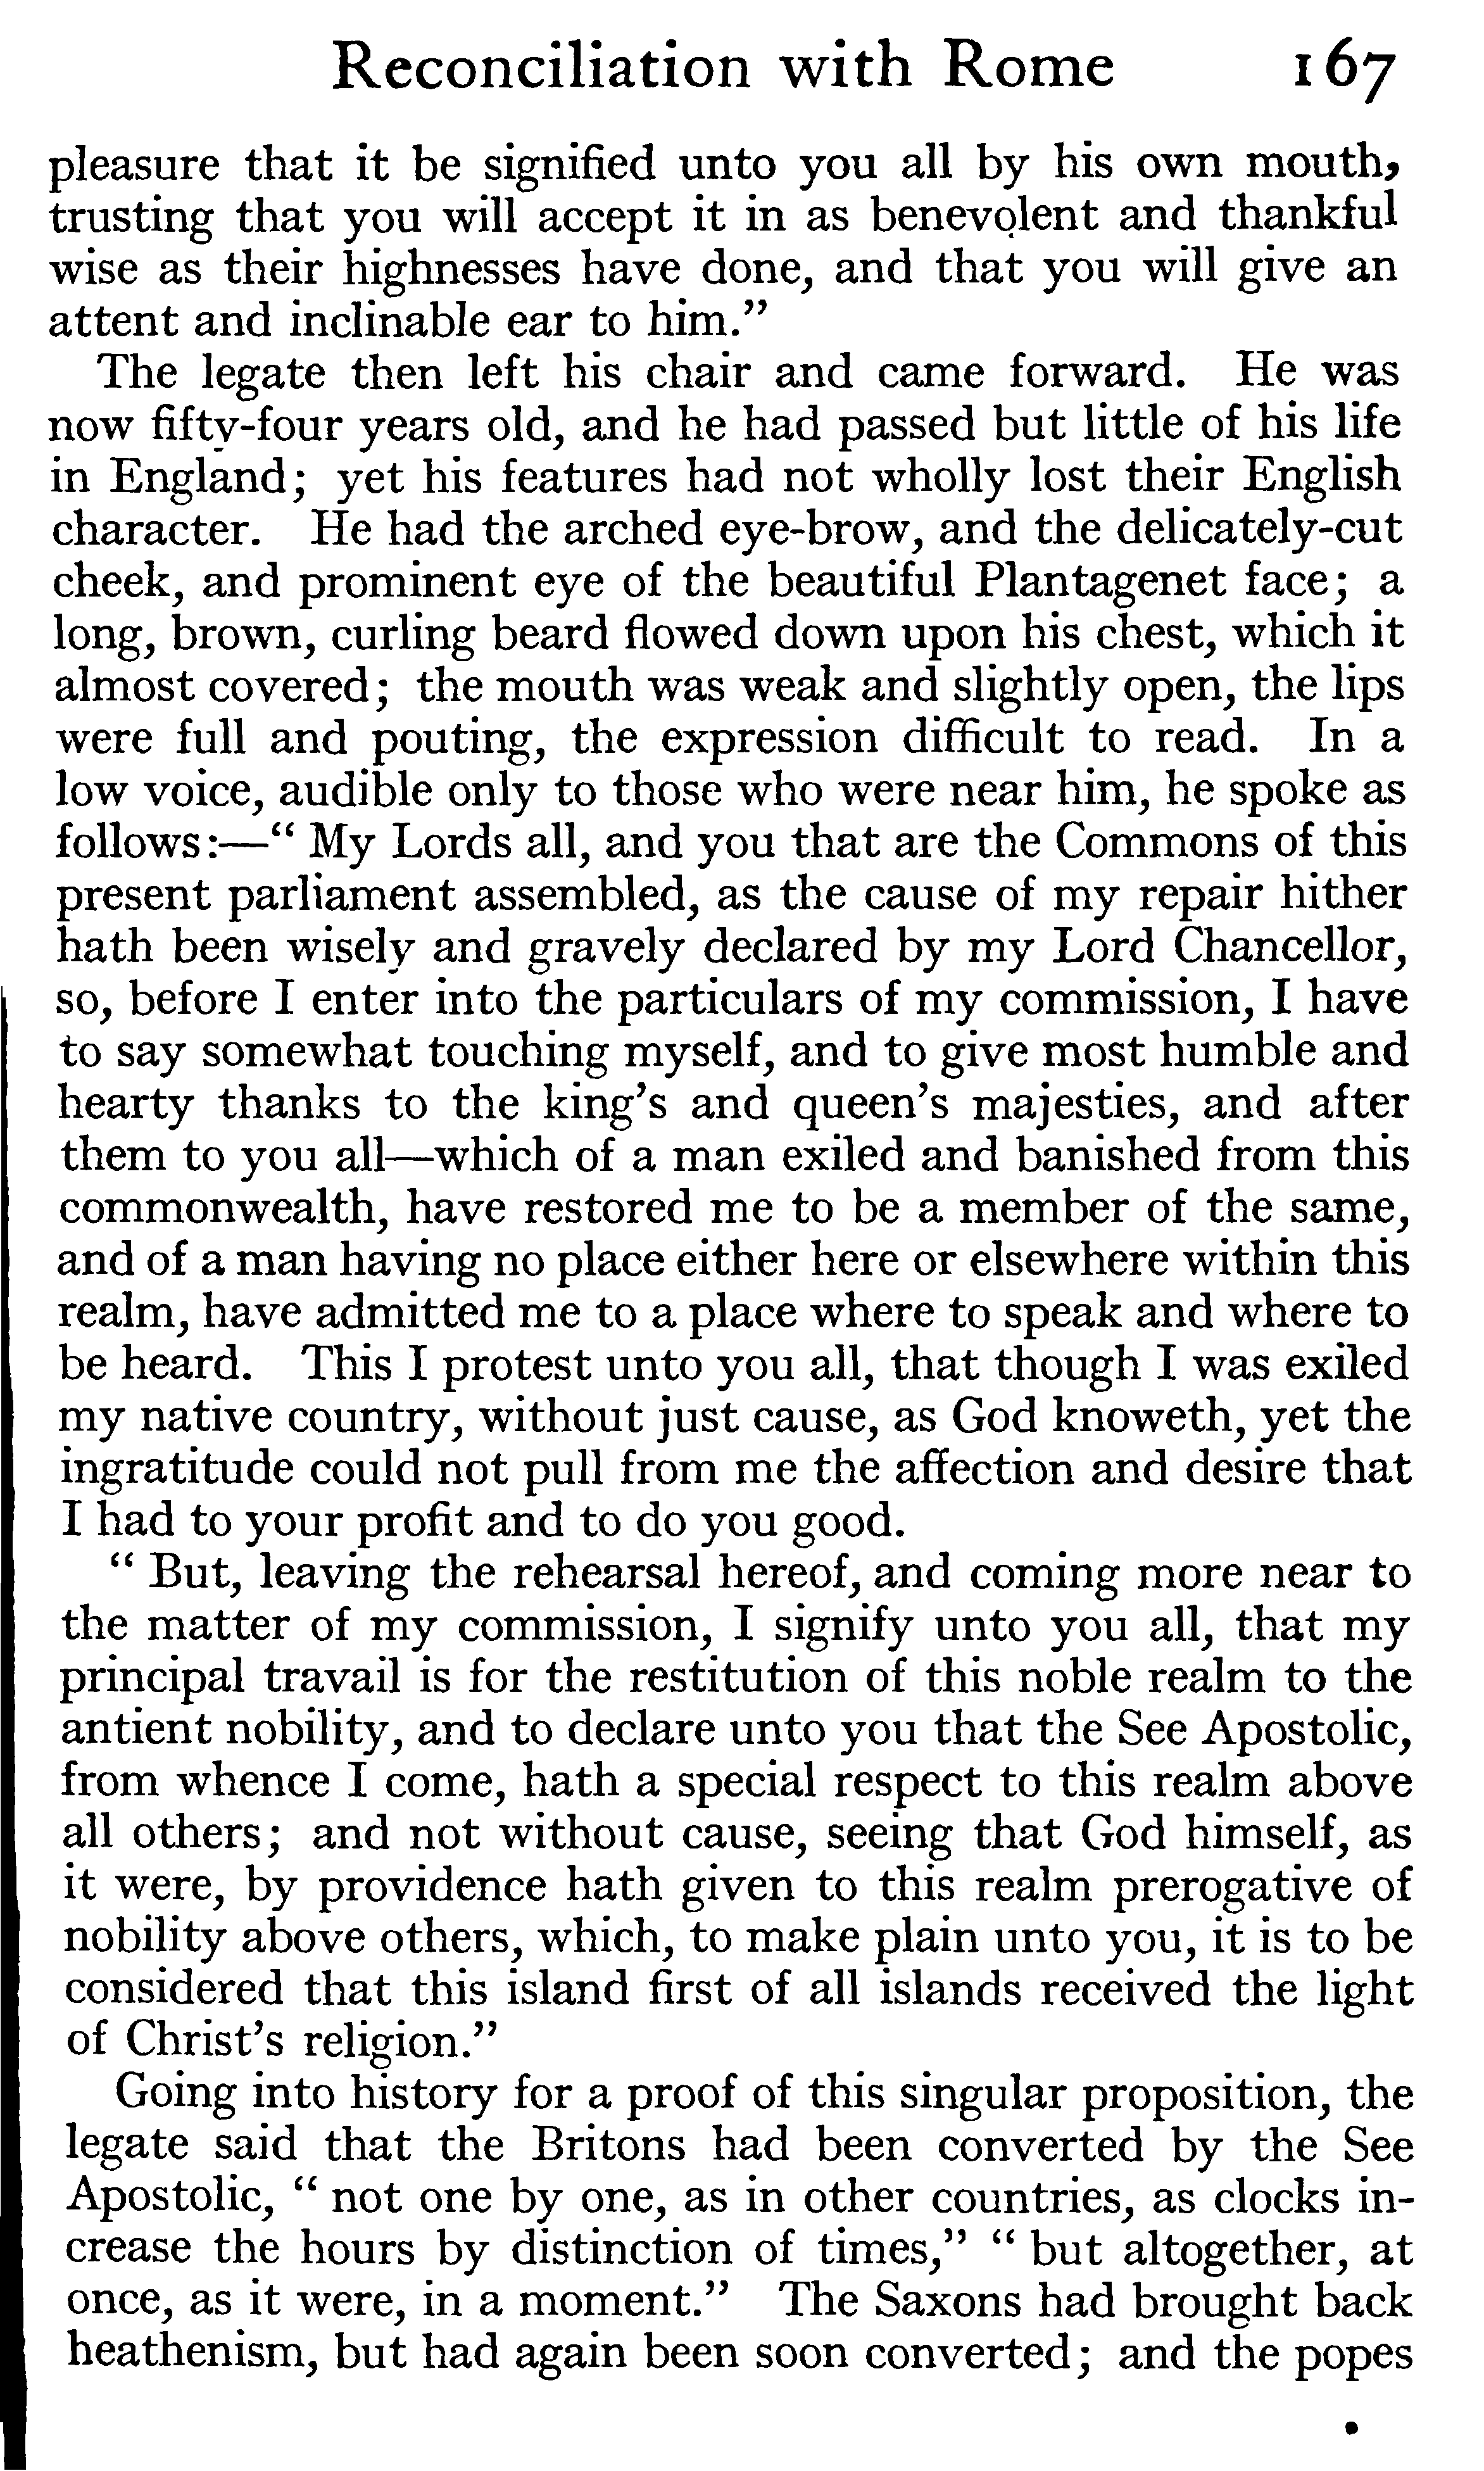 Reconciliation with Rome 167
pleasure that it be signified unto you all by his own mouth,
trusting that you will accept it in as benevolent and thankful
wise as their highnesses have done, and that you will give an
attent and inclinable ear to him.”
The legate then left his chair and came forward. He was
now fifty-four years old, and he had passed but little of his life
in England; yet his features had not wholly lost their English
character. He had the arched eye-brow, and the delicately-cut
cheek, and prominent eye of the beautiful Plantagenet face; a
long, brown, curling beard flowed down upon his chest, which it
almost covered; the mouth was weak and slightly open, the lips
were full and pouting, the expression difficult to read. In a
low voice, audible only to those who were near him, he spoke as
follows:—“ My Lords all, and you that are the Commons of this
present parliament assembled, as the cause of my repair hither
hath been wisely and gravely declared by my Lord Chancellor,
so, before I enter into the particulars of my commission, I have
to say somewhat touching myself, and to give most humble and
hearty thanks to the king’s and queen’s majesties, and after
them to you all—which of a man exiled and banished from this
commonwealth, have restored me to be a member of the same,
and of a man having no place either here or elsewhere within this
realm, have admitted me to a place where to speak and where to
be heard. This I protest unto you all, that though I was exiled
my native country, without just cause, as God knoweth, yet the
ingratitude could not pull from me the affection and desire that
I had to your profit and to do you good.
“ But, leaving the rehearsal hereof, and coming more near to
the matter of my commission, I signify unto you all, that my
principal travail is for the restitution of this noble realm to the
antient nobility, and to declare unto you that the See Apostolic,
from whence I come, hath a special respect to this realm above
all others; and not without cause, seeing that God himself, as
it were, by providence hath given to this realm prerogative of
nobility above others, which, to make plain unto you, it is to be
considered that this island first of all islands received the light
of Christ’s religion.”
Going into history for a proof of this singular proposition, the
legate said that the Britons had been converted by the See
Apostolic, “ not one by one, as in other countries, as clocks in-
crease the hours by distinction of times,” “ but altogether, at
once, as it were, in a moment.” The Saxons had brought back
heathenism, but had again been soon converted; and the popes